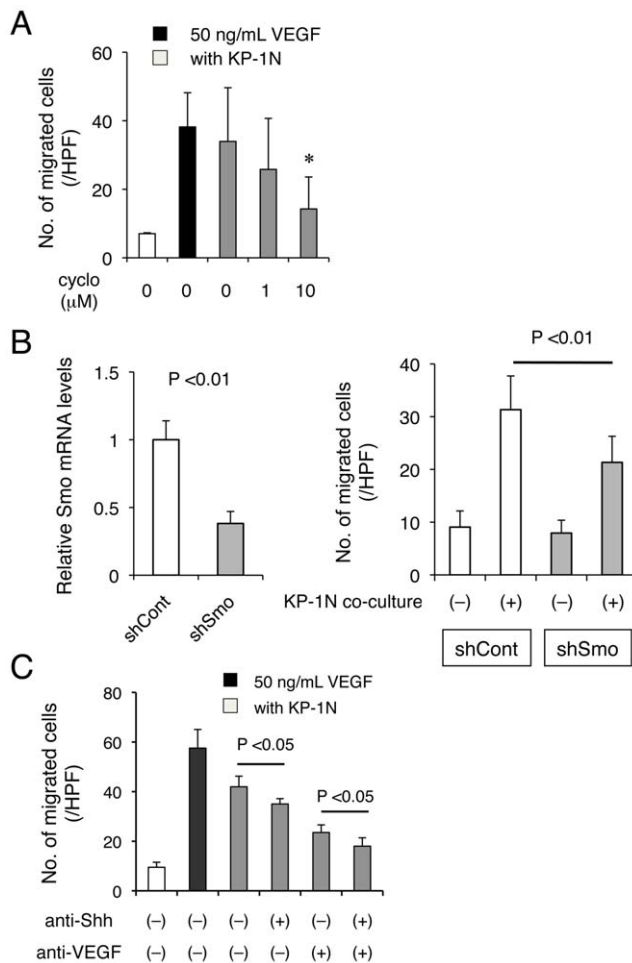 A
50 ng/mL VEGF
with KP-1N
No. of migrated cells
(/HPF)
60
40
20
0
*
cyclo
(μM)
0 0 0 1 10
B
P <0.01
Relative Smo mRNA levels
1.5
1
0.5
0
shCont shSmo
P <0.01
No. of migrated cells
(/HPF)
40
30
20
10
0
KP-1N co-culture (–) (+) (–) (+)
shCont shSmo
C
50 ng/mL VEGF
with KP-1N
No. of migrated cells
(/HPF)
80
60
40
20
0
P <0.05
P <0.05
anti-Shh (–) (–) (–) (+) (–) (+)
anti-VEGF (–) (–) (–) (–) (+) (+)